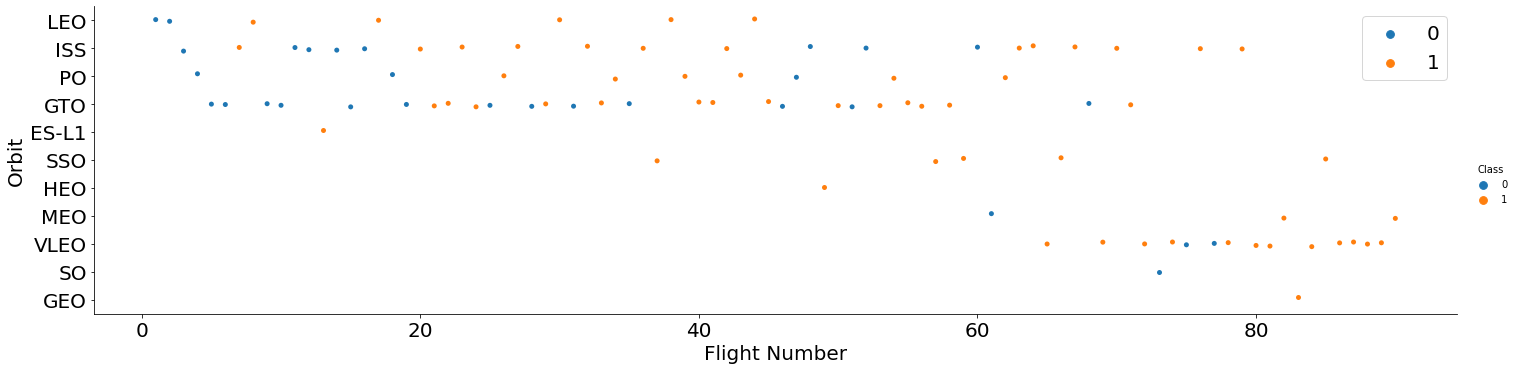 LEO
ISS
PO
GTO
ES-L1
SSO
HEO
MEO
VLEO
SO
GEO
Orbit
0 20 40 60 80
Flight Number
0
1
Class
0
1